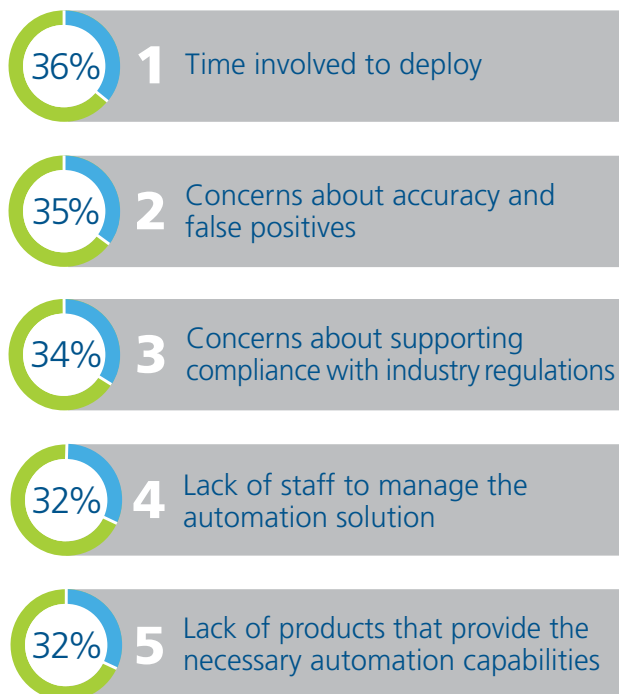 36% 1 Time involved to deploy
35% 2 Concerns about accuracy and
false positives
34% 3 Concerns about supporting
compliance with industry regulations
32% 4 Lack of staff to manage the
automation solution
32% 5 Lack of products that provide the
necessary automation capabilities